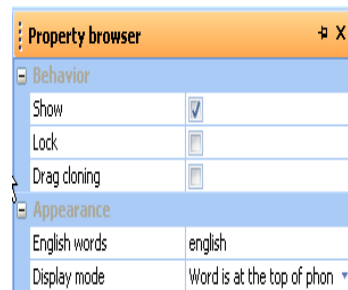 Property browser
Behavior
Show
Lock
Drag cloning
Appearance
English words english
Display mode Word is at the top of phon